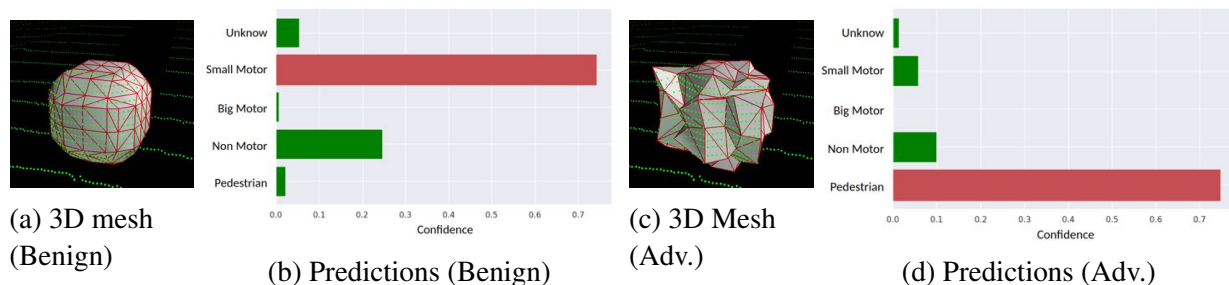 (a) 3D mesh
(Benign)
Unknow
Small Motor
Big Motor
Non Motor
Pedestrian
0.0 0.1 0.2 0.3 0.4 0.5 0.6 0.7
Confidence
(b) Predictions (Benign)
(c) 3D Mesh
(Adv.)
Unknow
Small Motor
Big Motor
Non Motor
Pedestrian
0.0 0.1 0.2 0.3 0.4 0.5 0.6 0.7
Confidence
(d) Predictions (Adv.)